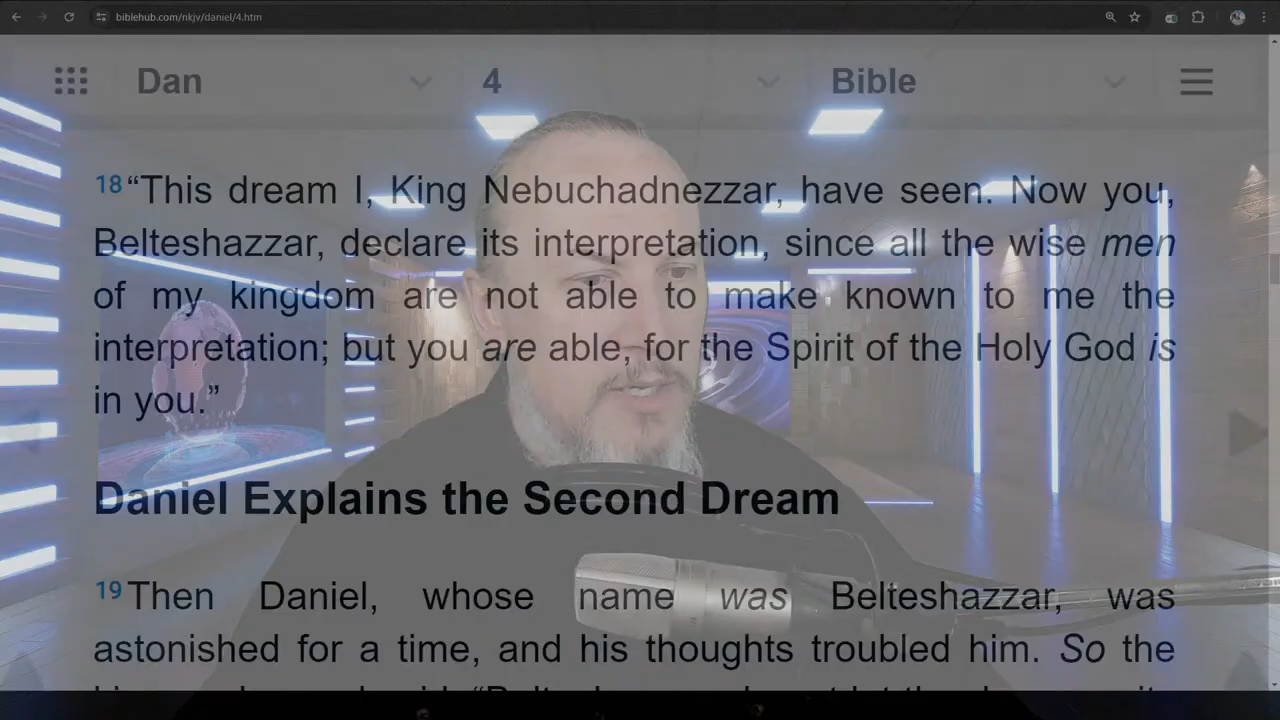 biblehub.com/nkjv/daniel/4.htm
Dan 4 Bible
18 “This dream I, King Nebuchadnezzar, have seen. Now you,
Belteshazzar, declare its interpretation, since all the wise men
of my kingdom are not able to make known to me the
interpretation; but you are able, for the Spirit of the Holy God is
in you.”
Daniel Explains the Second Dream
19 Then Daniel, whose name was Belteshazzar, was
astonished for a time, and his thoughts troubled him. So the